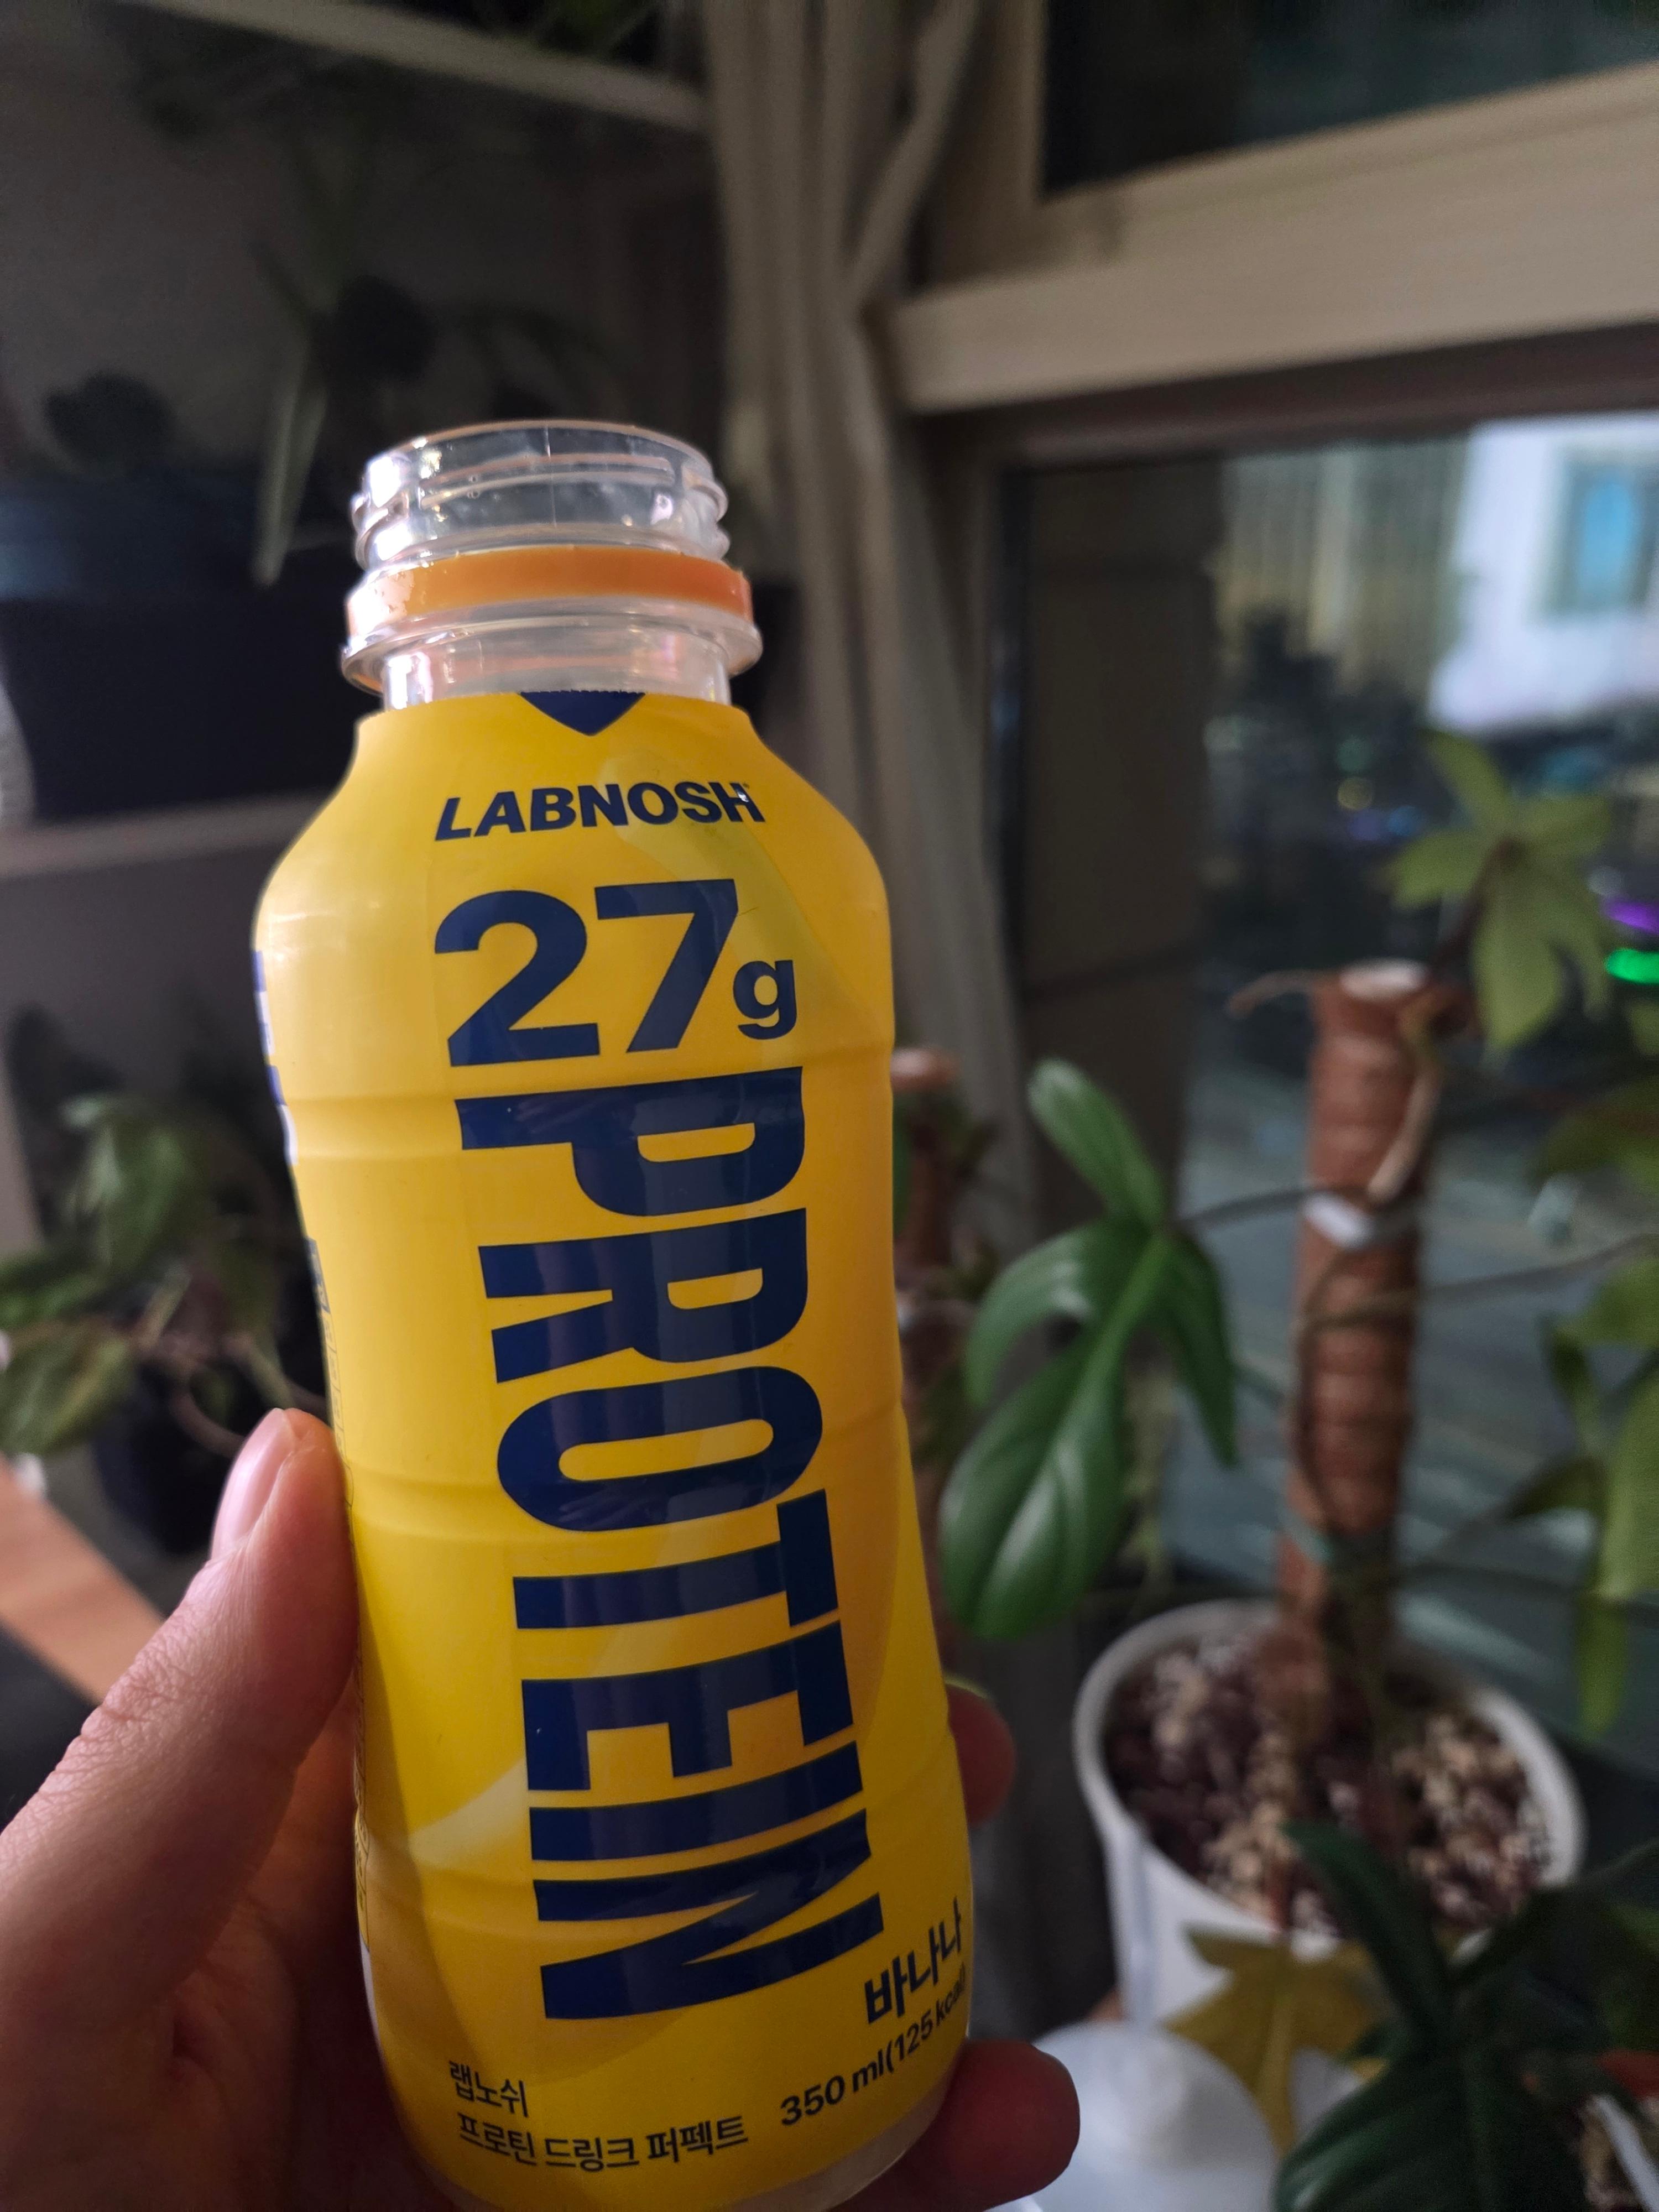 LABNOSH
27g
PROTEIN
바나나
350 ml(125 kcal)
랩노쉬
프로틴 드링크 퍼펙트